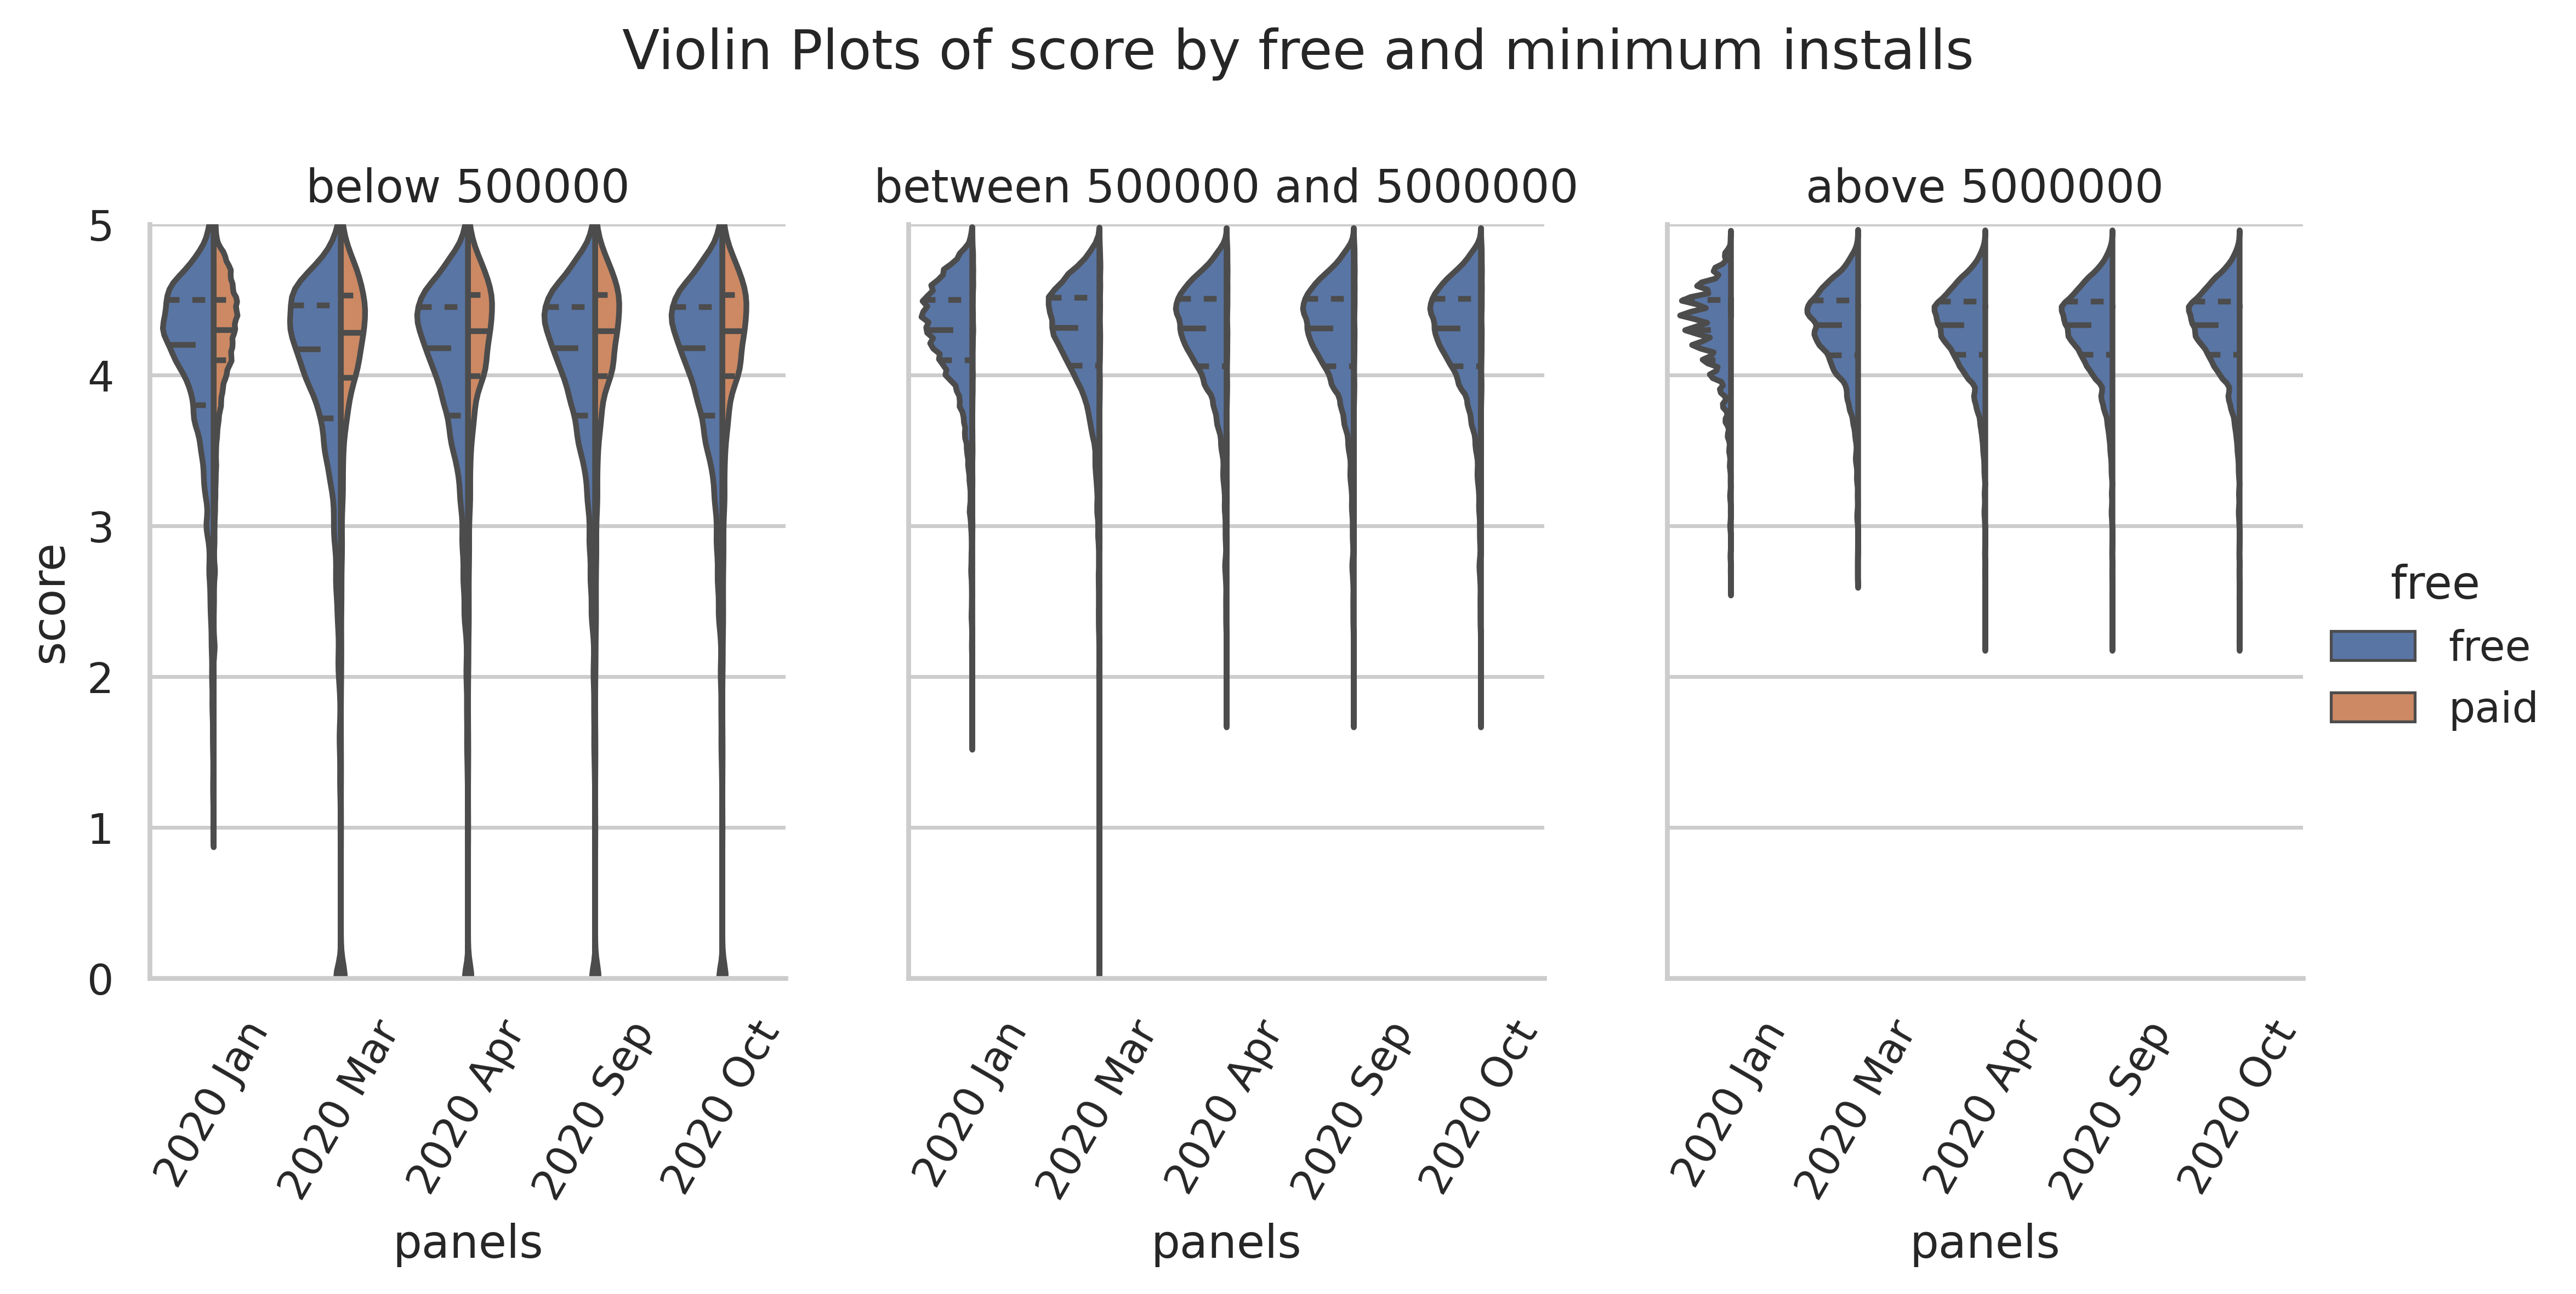 Violin Plots of score by free and minimum installs
below 500000
between 500000 and 5000000
above 5000000
score
5
4
3
2
1
0
2020 Jan
2020 Mar
2020 Apr
2020 Sep
2020 Oct
panels
2020 Jan
2020 Mar
2020 Apr
2020 Sep
2020 Oct
panels
2020 Jan
2020 Mar
2020 Apr
2020 Sep
2020 Oct
panels
free
free
paid